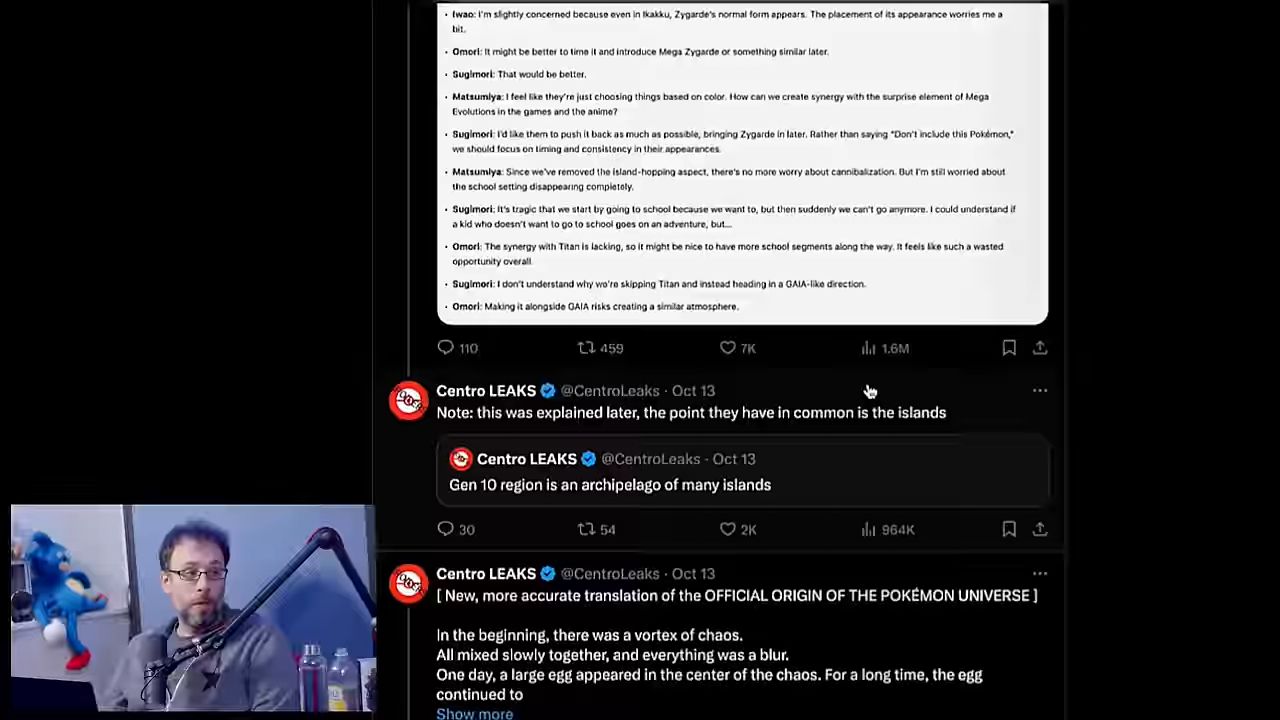 Iwao: I'm slightly concerned because even in Ikakku, Zygarde's normal form appears. The placement of its appearance worries me a
bit.
Omori: It might be better to time it and introduce Mega Zygarde or something similar later.
Sugimori: That would be better.
Matsumiya: I feel like they're just choosing things based on color. How can we create synergy with the surprise element of Mega
Evolutions in the games and the anime?
Sugimori: I'd like them to push it back as much as possible, bringing Zygarde in later. Rather than saying "Don't include this Pokémon,"
we should focus on timing and consistency in their appearances.
Matsumiya: Since we've removed the island-hopping aspect, there's no more worry about cannibalization. But I'm still worried about
the school setting disappearing completely.
Sugimori: It's tragic that we start by going to school because we want to, but then suddenly we can't go anymore. I could understand if
a kid who doesn't want to go to school goes on an adventure, but...
Omori: The synergy with Titan is lacking, so it might be nice to have more school segments along the way. It feels like such a wasted
opportunity overall.
Sugimori: I don't understand why we're skipping Titan and instead heading in a GAIA-like direction.
Omori: Making it alongside GAIA risks creating a similar atmosphere.
110 459 7K 1.6M
Centro LEAKS @CentroLeaks · Oct 13
Note: this was explained later, the point they have in common is the islands
Centro LEAKS @CentroLeaks · Oct 13
Gen 10 region is an archipelago of many islands
30 54 2K 964K
Centro LEAKS @CentroLeaks · Oct 13
[ New, more accurate translation of the OFFICIAL ORIGIN OF THE POKÉMON UNIVERSE ]
In the beginning, there was a vortex of chaos.
All mixed slowly together, and everything was a blur.
One day, a large egg appeared in the center of the chaos. For a long time, the egg
continued to
Show more